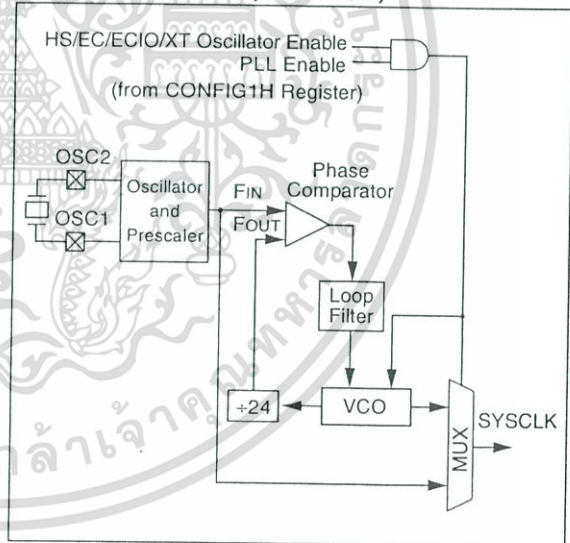 HS/EC/ECIO/XT Oscillator Enable
PLL Enable
(from CONFIG1H Register)
OSC2
OSC1
Oscillator
and
Prescaler
FIN
FOUT
Phase
Comparator
Loop
Filter
÷24
VCO
MUX
SYSCLK